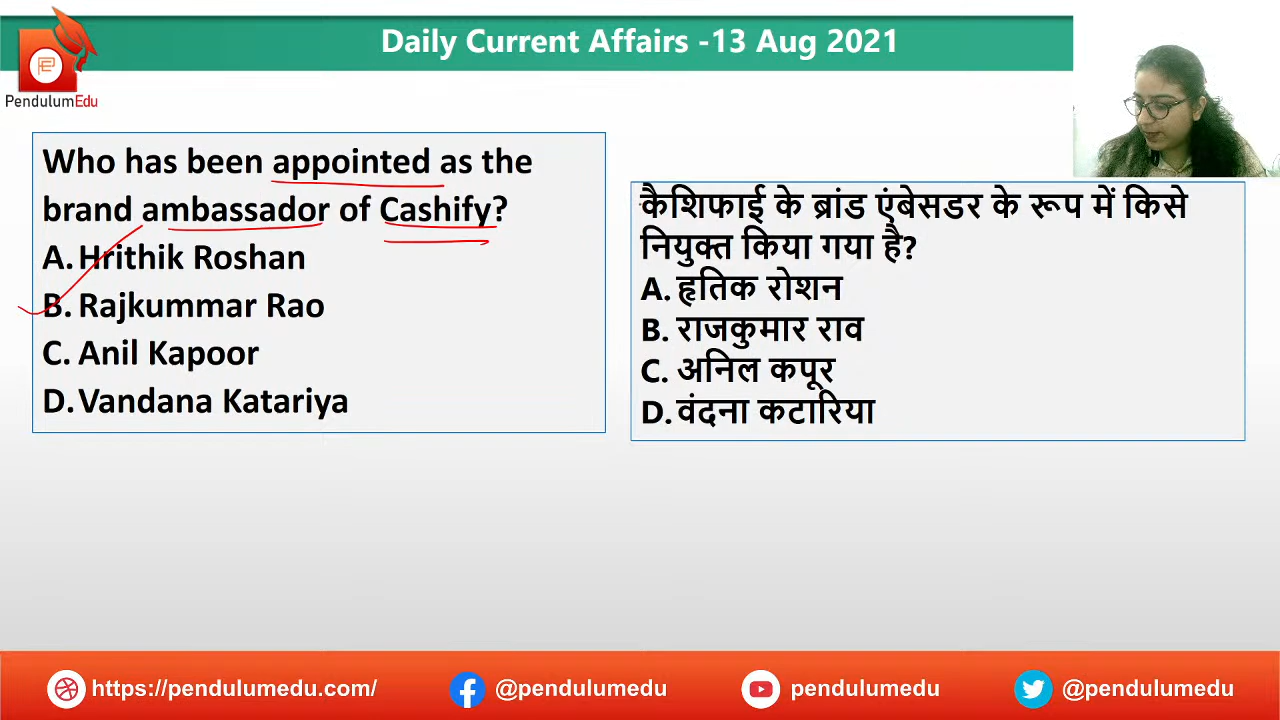 Daily Current Affairs -13 Aug 2021
PendulumEdu
Who has been appointed as the
brand ambassador of Cashify?
A. Hrithik Roshan
B. Rajkummar Rao
C. Anil Kapoor
D. Vandana Katariya
कैशिफाई के ब्रांड एंबेसडर के रूप में किसे
नियुक्त किया गया है?
A. हृतिक रोशन
B. राजकुमार राव
C. अनिल कपूर
D. वंदना कटारिया
https://pendulumedu.com/
@pendulumedu
pendulumedu
@pendulumedu